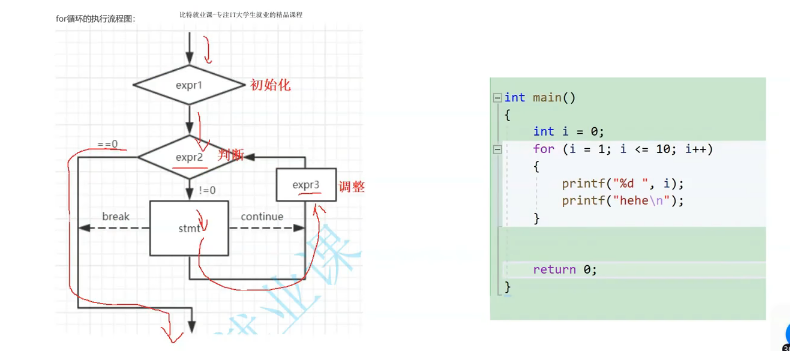 for循环的执行流程图:
比特就业课-专注IT大学生就业的精品课程
expr1
初始化
==0
expr2
判断
!=0
expr3
调整
break
stmt
continue
就业课
int main()
{
int i = 0;
for (i = 1; i <= 10; i++)
{
printf("%d ", i);
printf("hehe\n");
}
return 0;
}